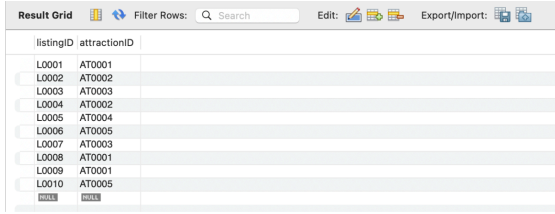 Result Grid Filter Rows: Search Edit: Export/Import:
listingID attractionID
L0001 AT0001
L0002 AT0002
L0003 AT0003
L0004 AT0002
L0005 AT0004
L0006 AT0005
L0007 AT0003
L0008 AT0001
L0009 AT0001
L0010 AT0005
NULL NULL